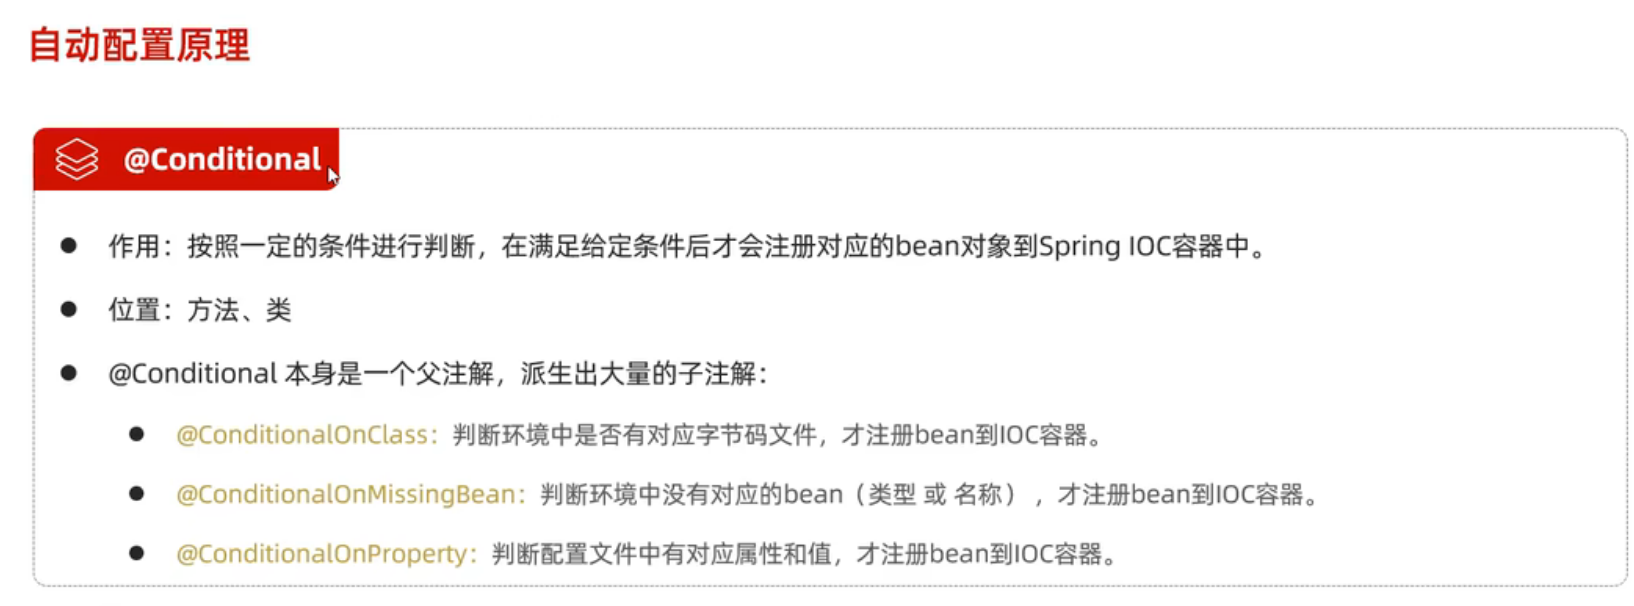 自动配置原理
@Conditional
作用：按照一定的条件进行判断，在满足给定条件后才会注册对应的bean对象到Spring IOC容器中。
位置：方法、类
@Conditional 本身是一个父注解，派生出大量的子注解：
@ConditionalOnClass：判断环境中是否有对应字节码文件，才注册bean到IOC容器。
@ConditionalOnMissingBean：判断环境中没有对应的bean（类型 或 名称） ，才注册bean到IOC容器。
@ConditionalOnProperty：判断配置文件中有对应属性和值，才注册bean到IOC容器。